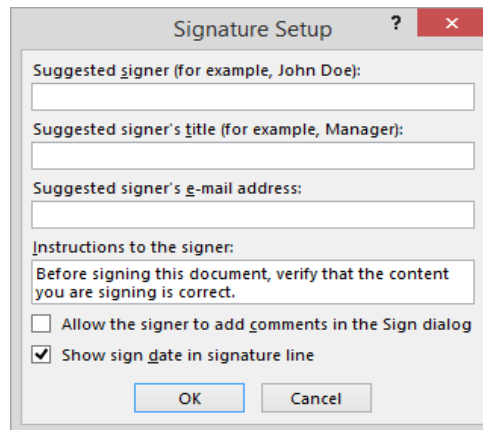 Signature Setup ?
Suggested signer (for example, John Doe):
Suggested signer's title (for example, Manager):
Suggested signer's e-mail address:
Instructions to the signer:
Before signing this document, verify that the content
you are signing is correct.
Allow the signer to add comments in the Sign dialog
Show sign date in signature line
OK Cancel